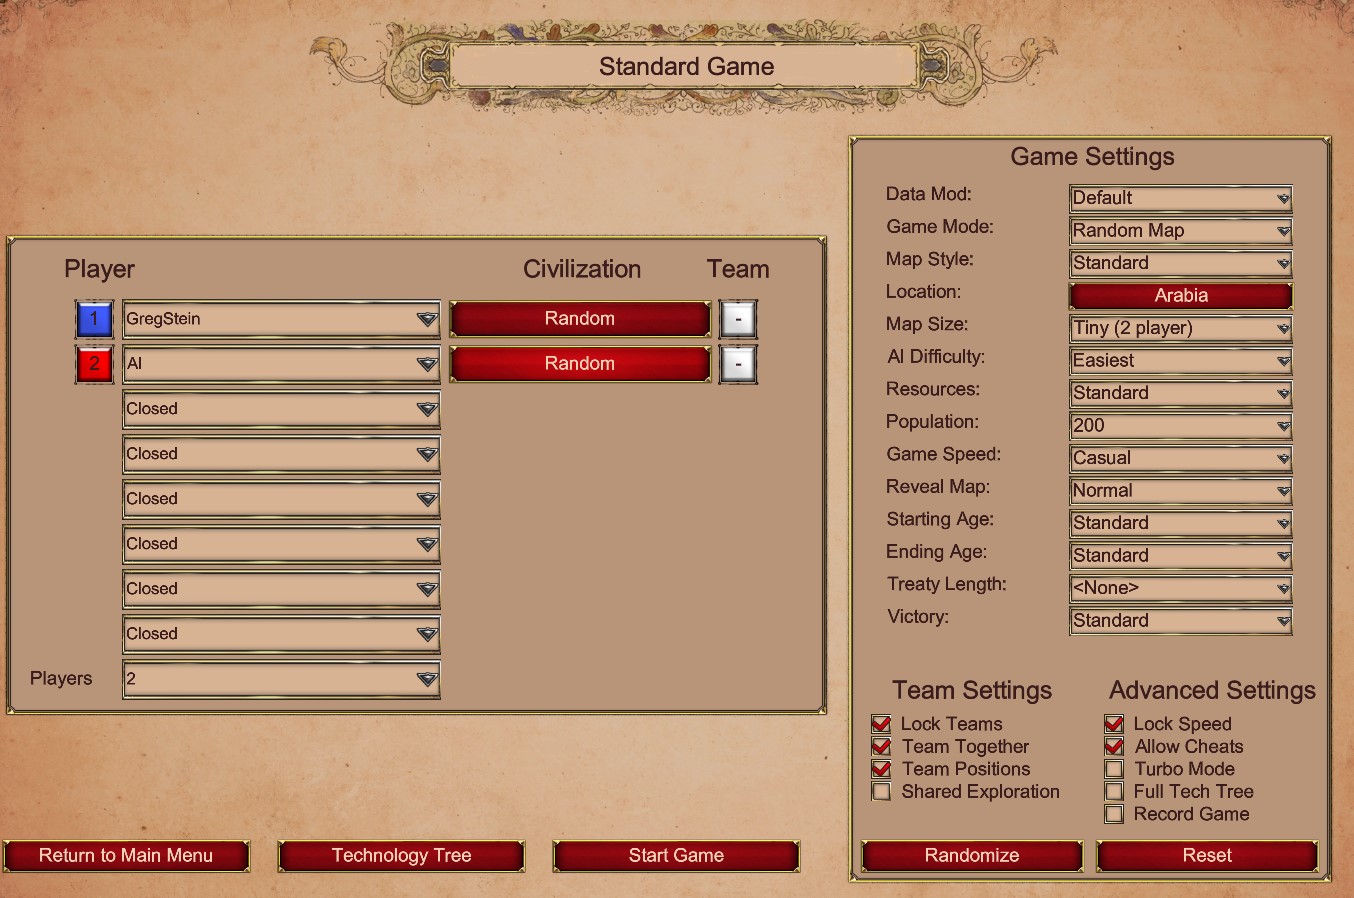 Standard Game
Player Civilization Team
1 GregStein Random -
2 AI Random -
Closed
Closed
Closed
Closed
Closed
Closed
Players 2
Game Settings
Data Mod: Default
Game Mode: Random Map
Map Style: Standard
Location: Arabia
Map Size: Tiny (2 player)
AI Difficulty: Easiest
Resources: Standard
Population: 200
Game Speed: Casual
Reveal Map: Normal
Starting Age: Standard
Ending Age: Standard
Treaty Length: <None>
Victory: Standard
Team Settings
Lock Teams
Team Together
Team Positions
Shared Exploration
Advanced Settings
Lock Speed
Allow Cheats
Turbo Mode
Full Tech Tree
Record Game
Return to Main Menu Technology Tree Start Game Randomize Reset